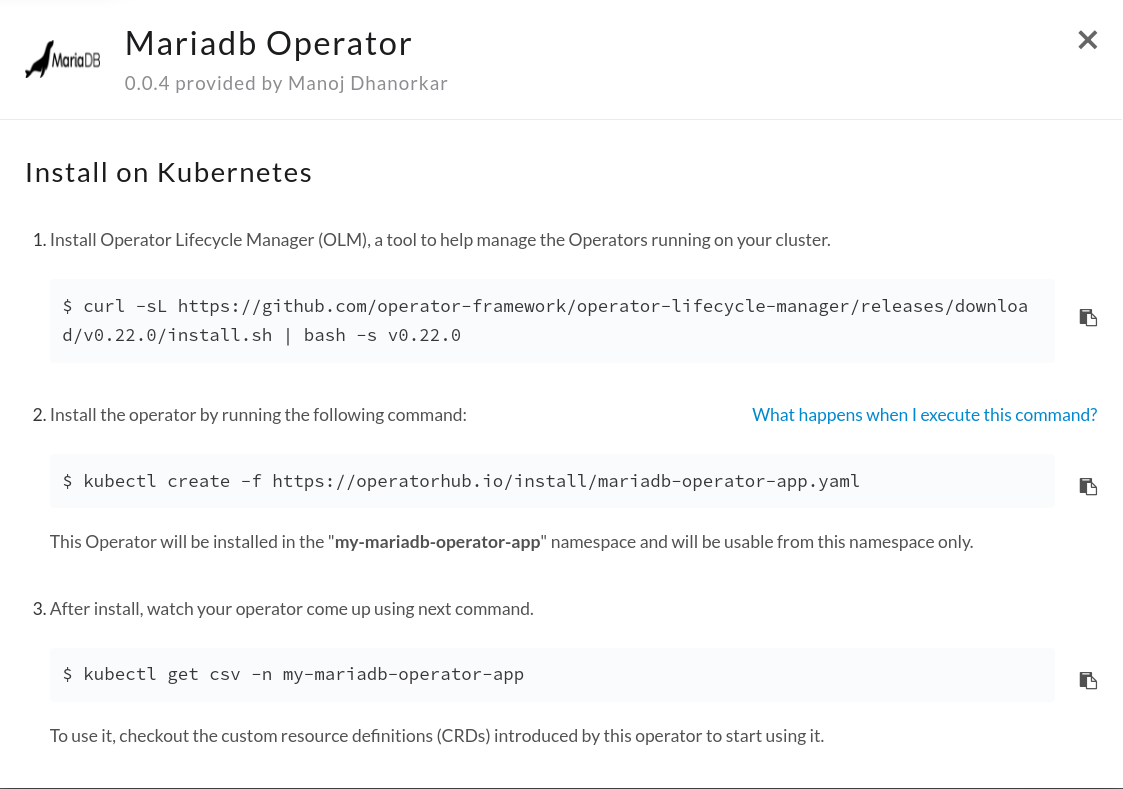 MariaDB
Mariadb Operator
0.0.4 provided by Manoj Dhanorkar
Install on Kubernetes
1. Install Operator Lifecycle Manager (OLM), a tool to help manage the Operators running on your cluster.
$ curl -sL https://github.com/operator-framework/operator-lifecycle-manager/releases/downloa
d/v0.22.0/install.sh | bash -s v0.22.0
2. Install the operator by running the following command:
What happens when I execute this command?
$ kubectl create -f https://operatorhub.io/install/mariadb-operator-app.yaml
This Operator will be installed in the "my-mariadb-operator-app" namespace and will be usable from this namespace only.
3. After install, watch your operator come up using next command.
$ kubectl get csv -n my-mariadb-operator-app
To use it, checkout the custom resource definitions (CRDs) introduced by this operator to start using it.